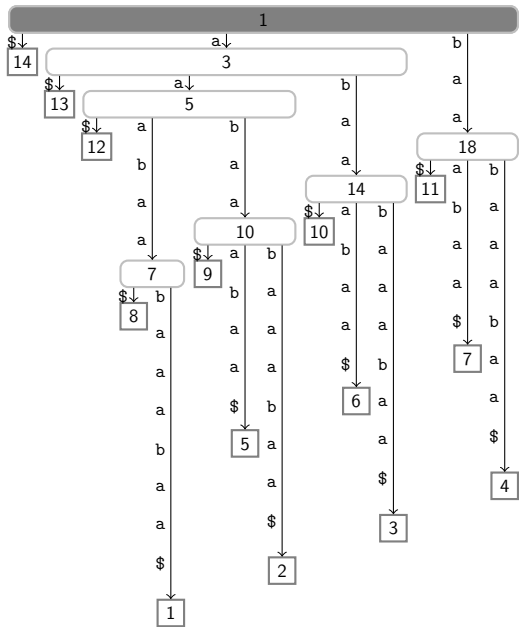 1
$ a b
14 3 a
$ a b a
13 5 a 18
$ a b a $ a b
12 b a 14 11 b a
a a $ a b a a
a 10 10 b a a b
7 $ a b a a $ a
$ b 9 b a a b 7 a
8 a a a $ a $
a a b 6 a 4
a $ a $
b 5 a 3
a $
a 2
$
1